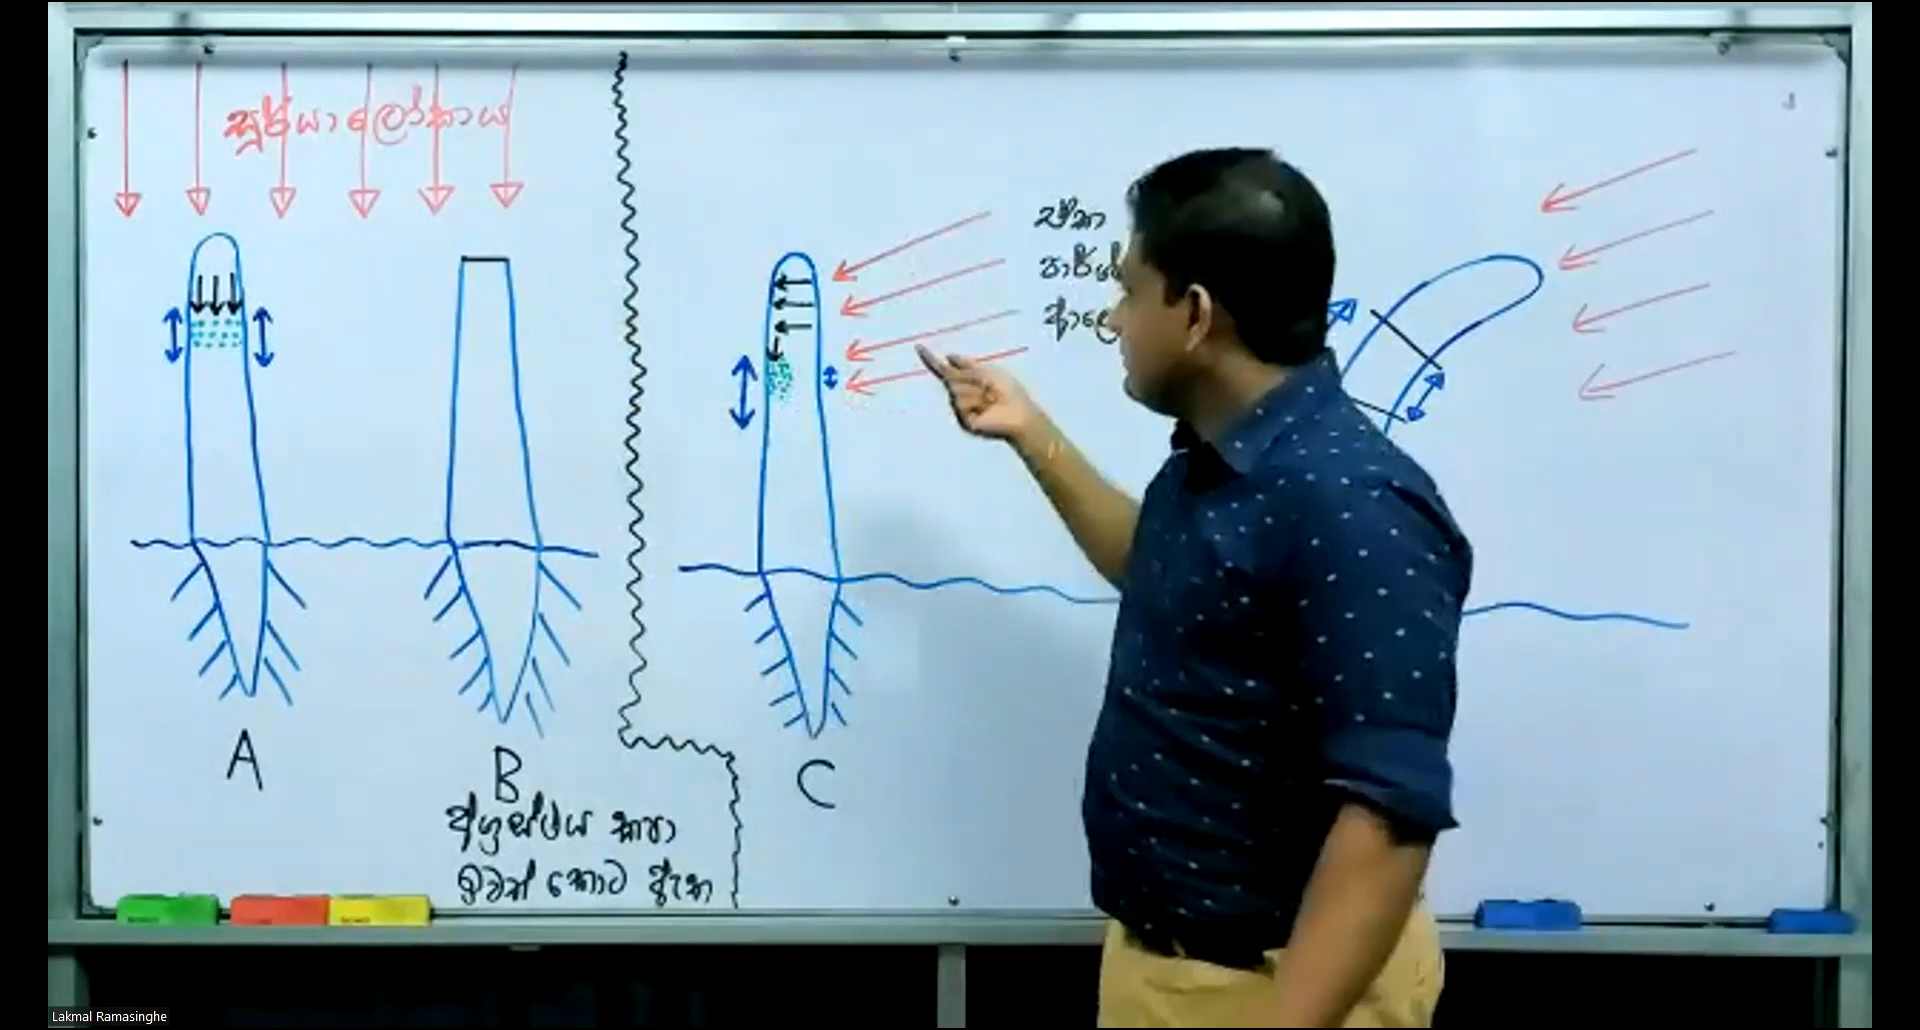 සූර්යාලෝකය
ඒක
පාර්ශ
ආලෝ
A
B
C
අග්‍රස්ථය කපා
ඉවත් කොට ඇත
Lakmal Ramasinghe